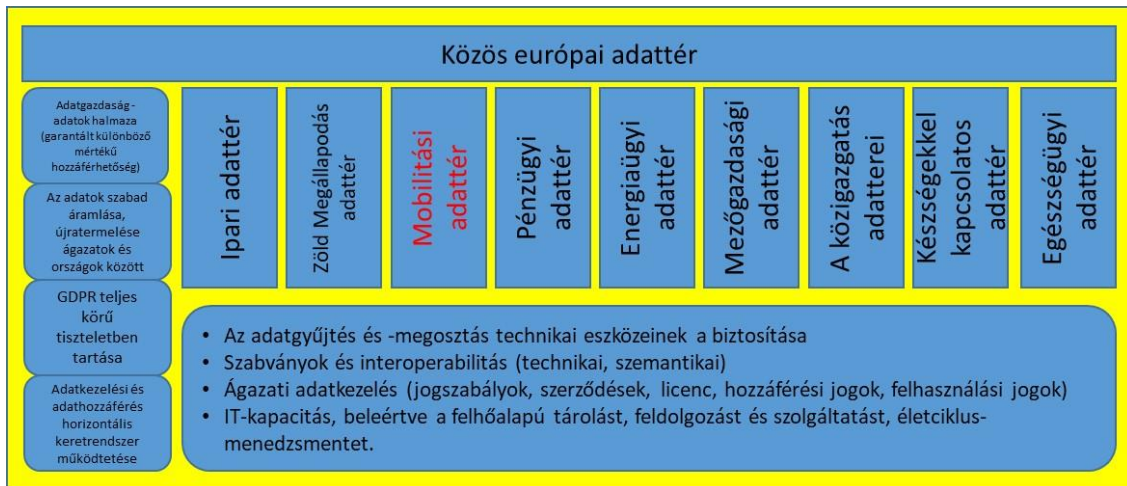 Közös európai adattér
Adatgazdaság -
adatok halmaza
(garantált különböző
mértékű
hozzáférhetőség)
Az adatok szabad
áramlása,
újratermelése
ágazatok és
országok között
GDPR teljes
körű
tiszteletben
tartása
Adatkezelési és
adathozzáférés
horizontális
keretrendszer
működtetése
Ipari adattér
Zöld Megállapodás
adattér
Mobilitási
adattér
Pénzügyi
adattér
Energiaügyi
adattér
Mezőgazdasági
adattér
A közigazgatás
adatterei
Készségekkel
kapcsolatos
adattér
Egészségügyi
adattér
• Az adatgyűjtés és -megosztás technikai eszközeinek a biztosítása
• Szabványok és interoperabilitás (technikai, szemantikai)
• Ágazati adatkezelés (jogszabályok, szerződések, licenc, hozzáférési jogok, felhasználási jogok)
• IT-kapacitás, beleértve a felhőalapú tárolást, feldolgozást és szolgáltatást, életciklus-
menedzsmentet.